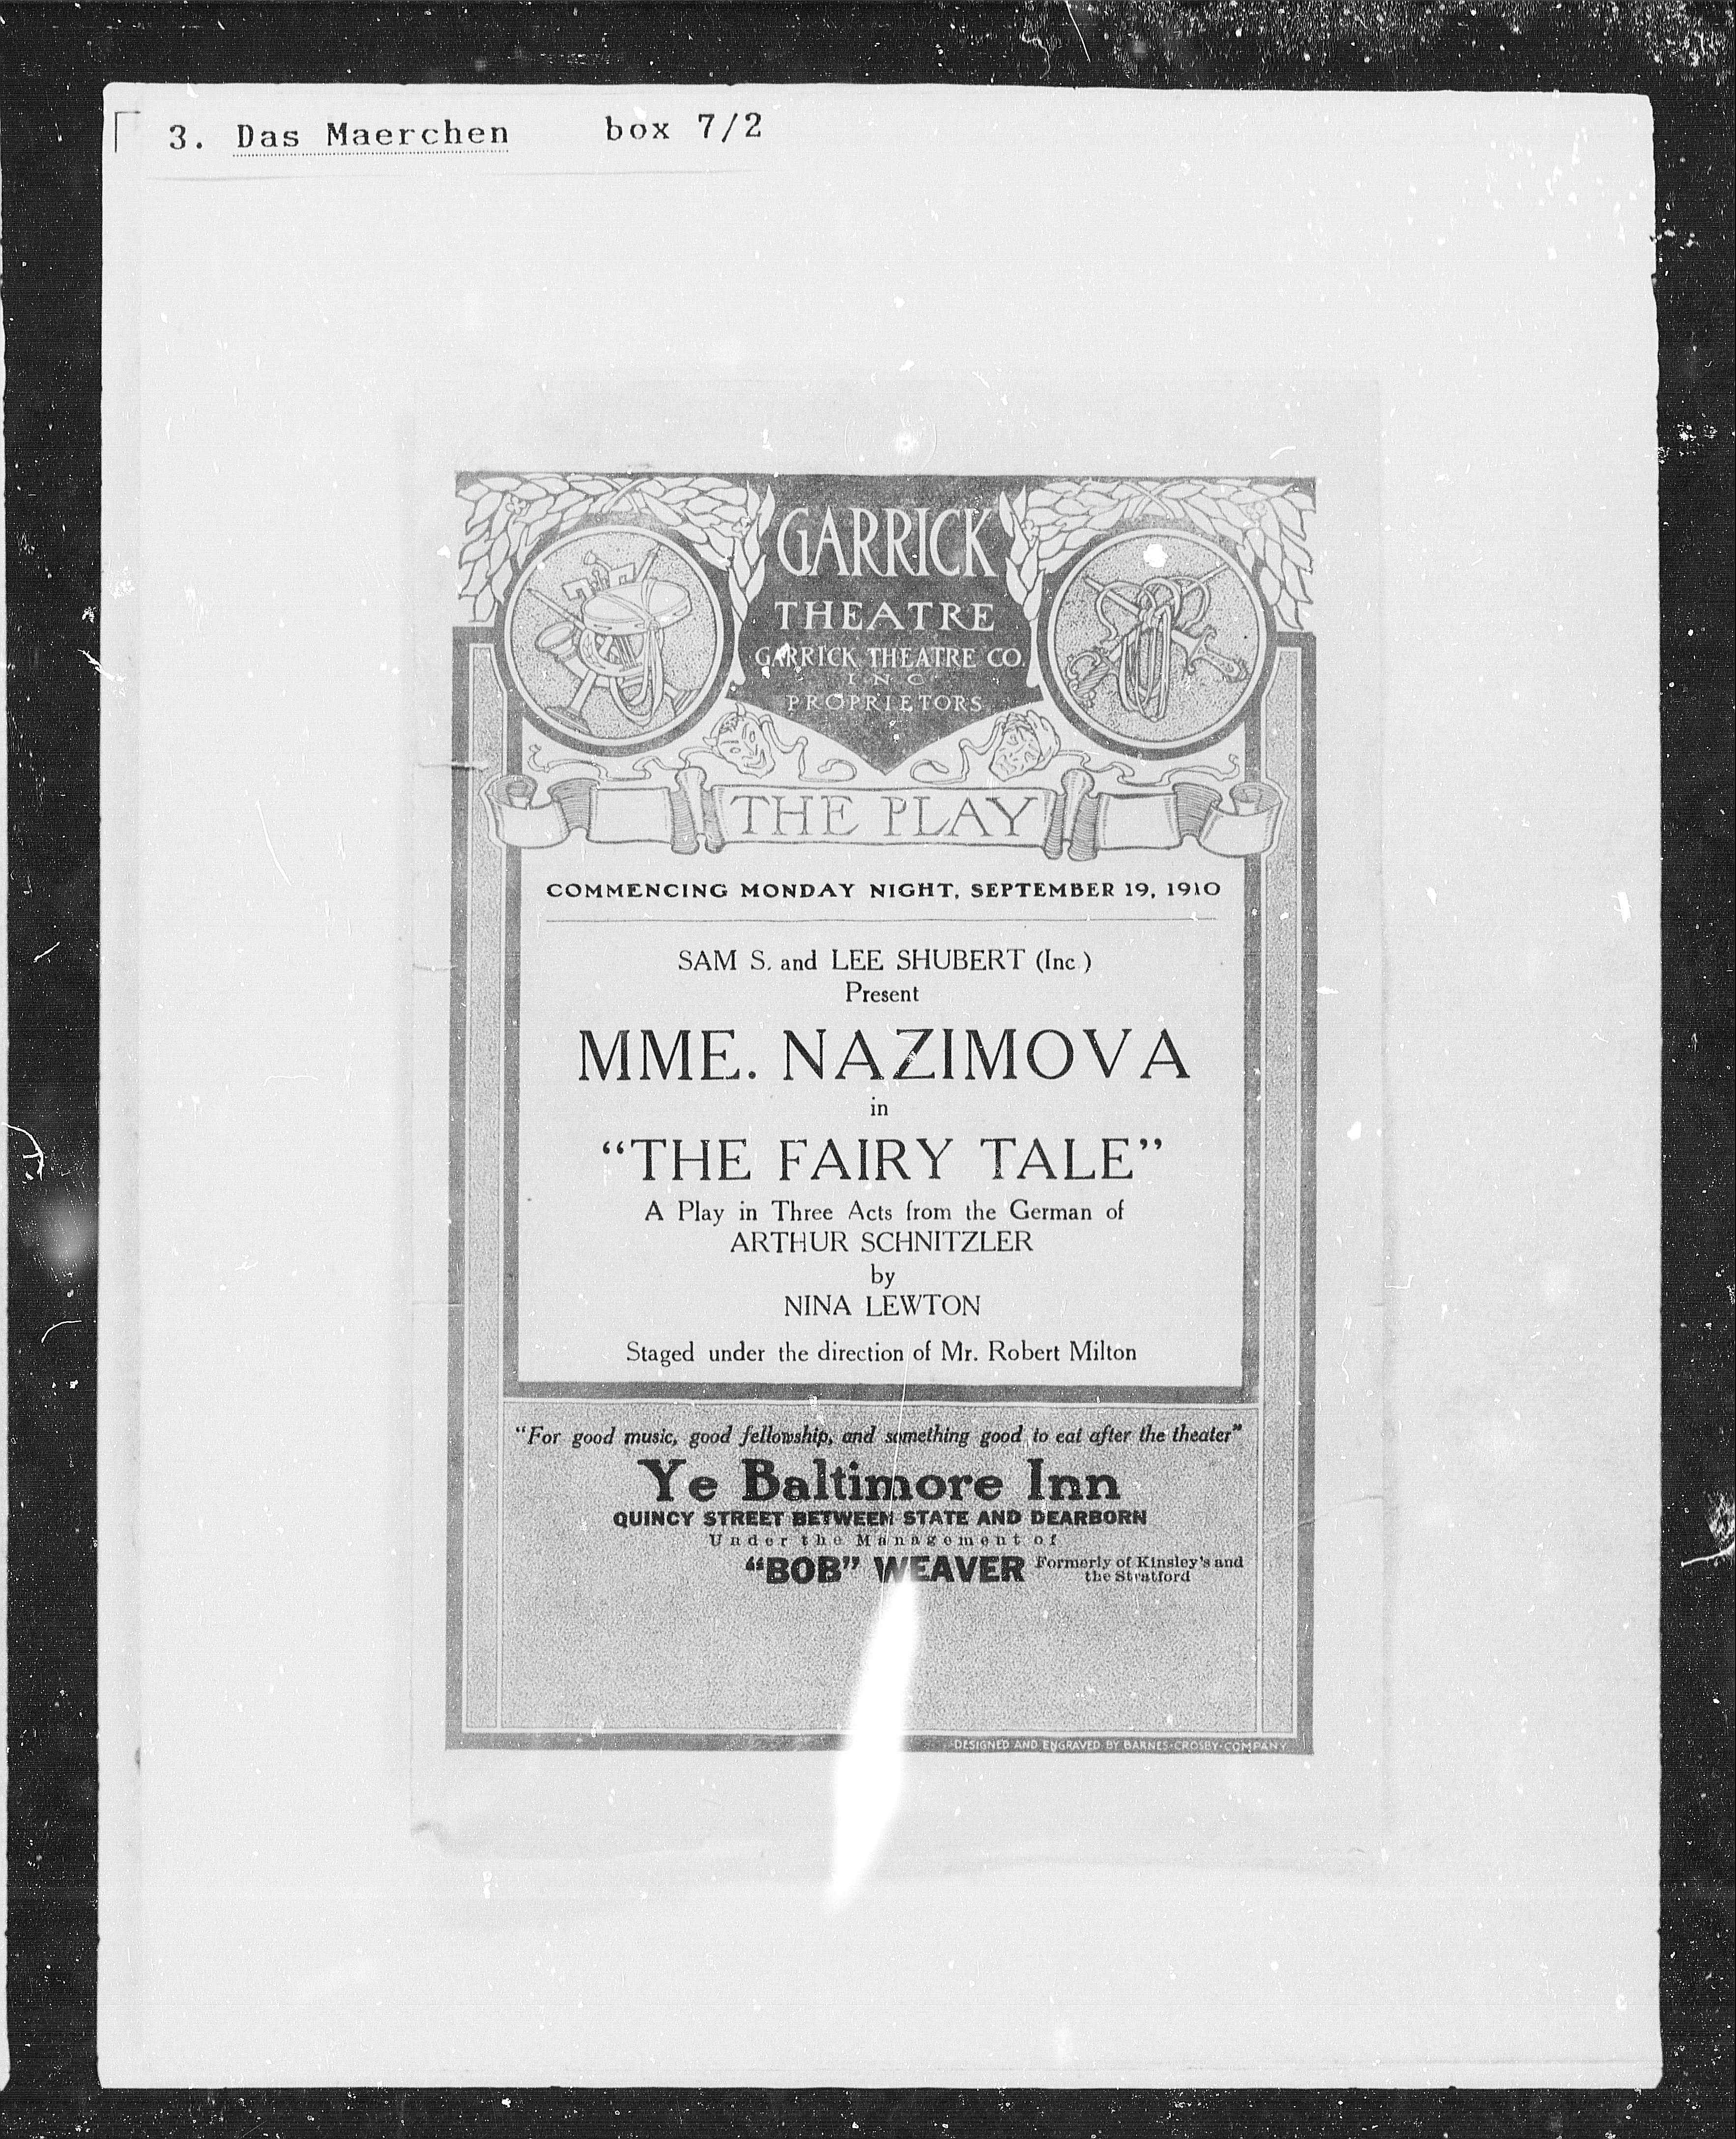 3. Das Maerchen box 7/2
GARRICK
THEATRE
GARRICK THEATRE CO.
INC
PROPRIETORS
THE PLAY
COMMENCING MONDAY NIGHT, SEPTEMBER 19, 1910
SAM S. and LEE SHUBERT (Inc.)
Present
MME. NAZIMOVA
in
“THE FAIRY TALE”
A Play in Three Acts from the German of
ARTHUR SCHNITZLER
by
NINA LEWTON
Staged under the direction of Mr. Robert Milton
“For good music, good fellowship, and something good to eat after the theater”
Ye Baltimore Inn
QUINCY STREET BETWEEN STATE AND DEARBORN
Under the Management of
“BOB” WEAVER Formerly of Kinsley's and
the Stratford
DESIGNED AND ENGRAVED BY BARNES-CROSBY-COMPANY